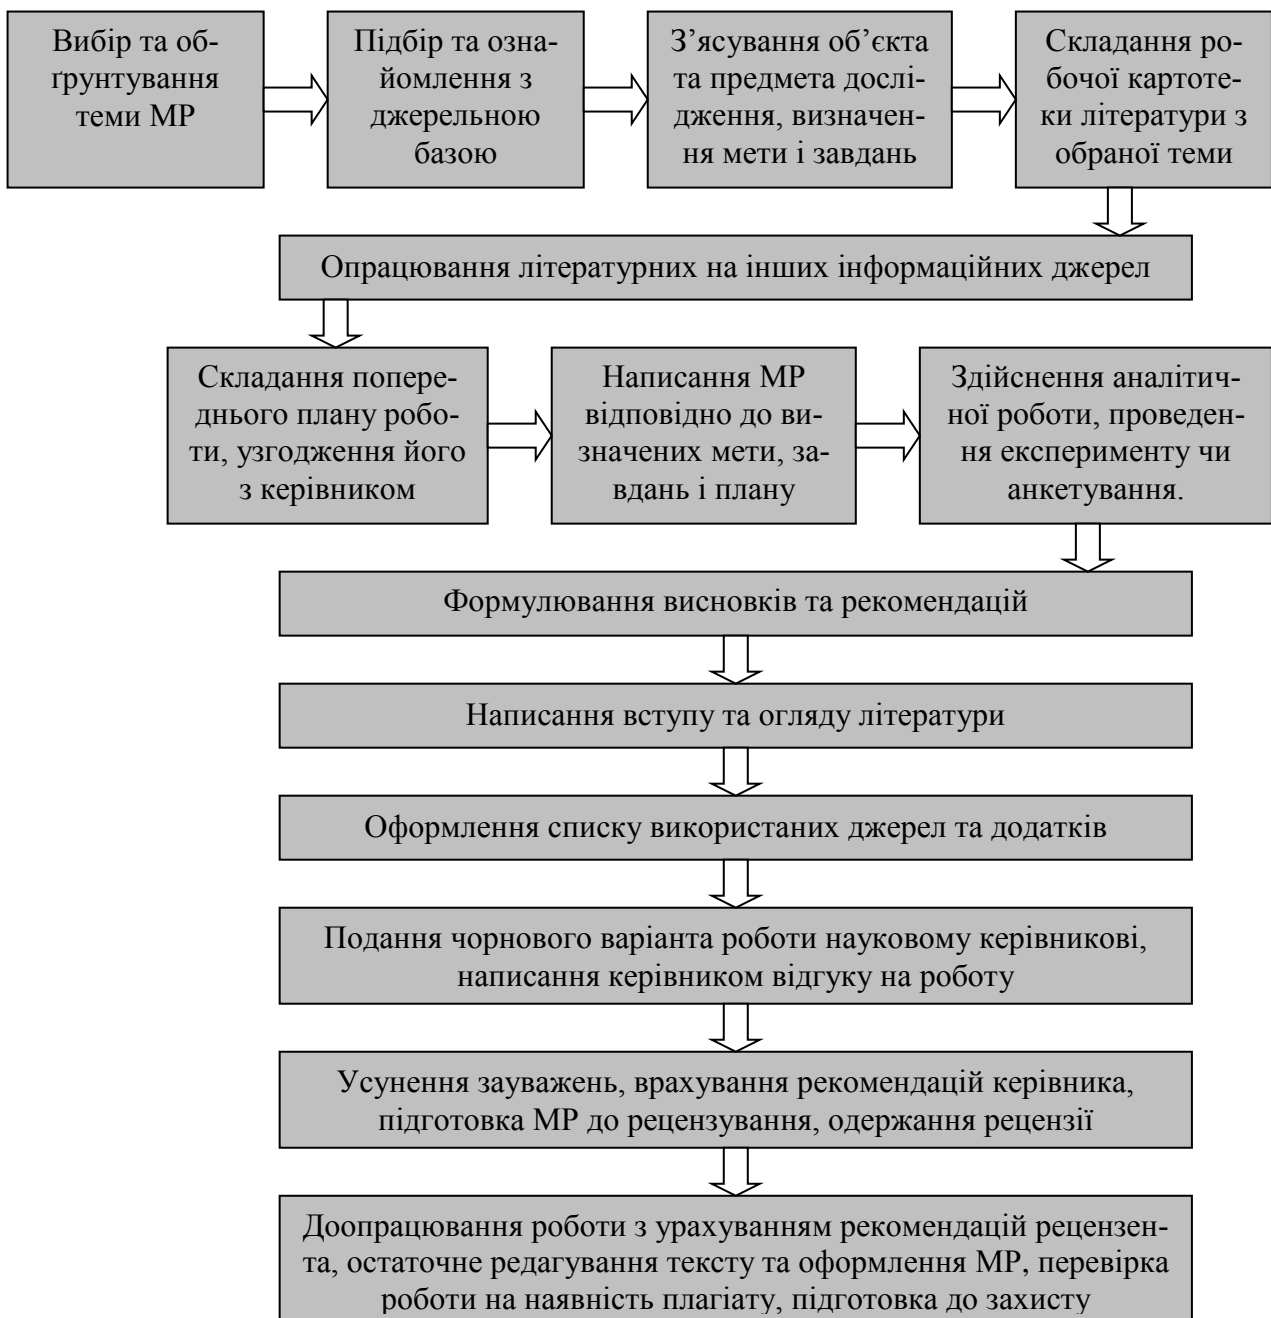 Вибір та об-
ґрунтування
теми МР
Підбір та озна-
йомлення з
джерельною
базою
З’ясування об’єкта
та предмета дослі-
дження, визначен-
ня мети і завдань
Складання ро-
бочої картоте-
ки літератури з
обраної теми
Опрацювання літературних на інших інформаційних джерел
Складання попере-
днього плану робо-
ти, узгодження його
з керівником
Написання МР
відповідно до ви-
значених мети, за-
вдань і плану
Здійснення аналітич-
ної роботи, проведен-
ня експерименту чи
анкетування.
Формулювання висновків та рекомендацій
Написання вступу та огляду літератури
Оформлення списку використаних джерел та додатків
Подання чорнового варіанта роботи науковому керівникові,
написання керівником відгуку на роботу
Усунення зауважень, врахування рекомендацій керівника,
підготовка МР до рецензування, одержання рецензії
Доопрацювання роботи з урахуванням рекомендацій рецензен-
та, остаточне редагування тексту та оформлення МР, перевірка
роботи на наявність плагіату, підготовка до захисту